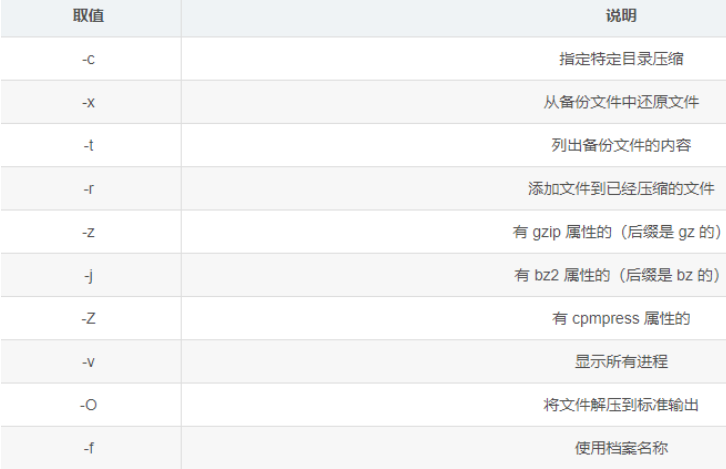 取值 说明
-c 指定特定目录压缩
-x 从备份文件中还原文件
-t 列出备份文件的内容
-r 添加文件到已经压缩的文件
-z 有 gzip 属性的（后缀是 gz 的）
-j 有 bz2 属性的（后缀是 bz 的）
-Z 有 cpmpress 属性的
-v 显示所有进程
-O 将文件解压到标准输出
-f 使用档案名称